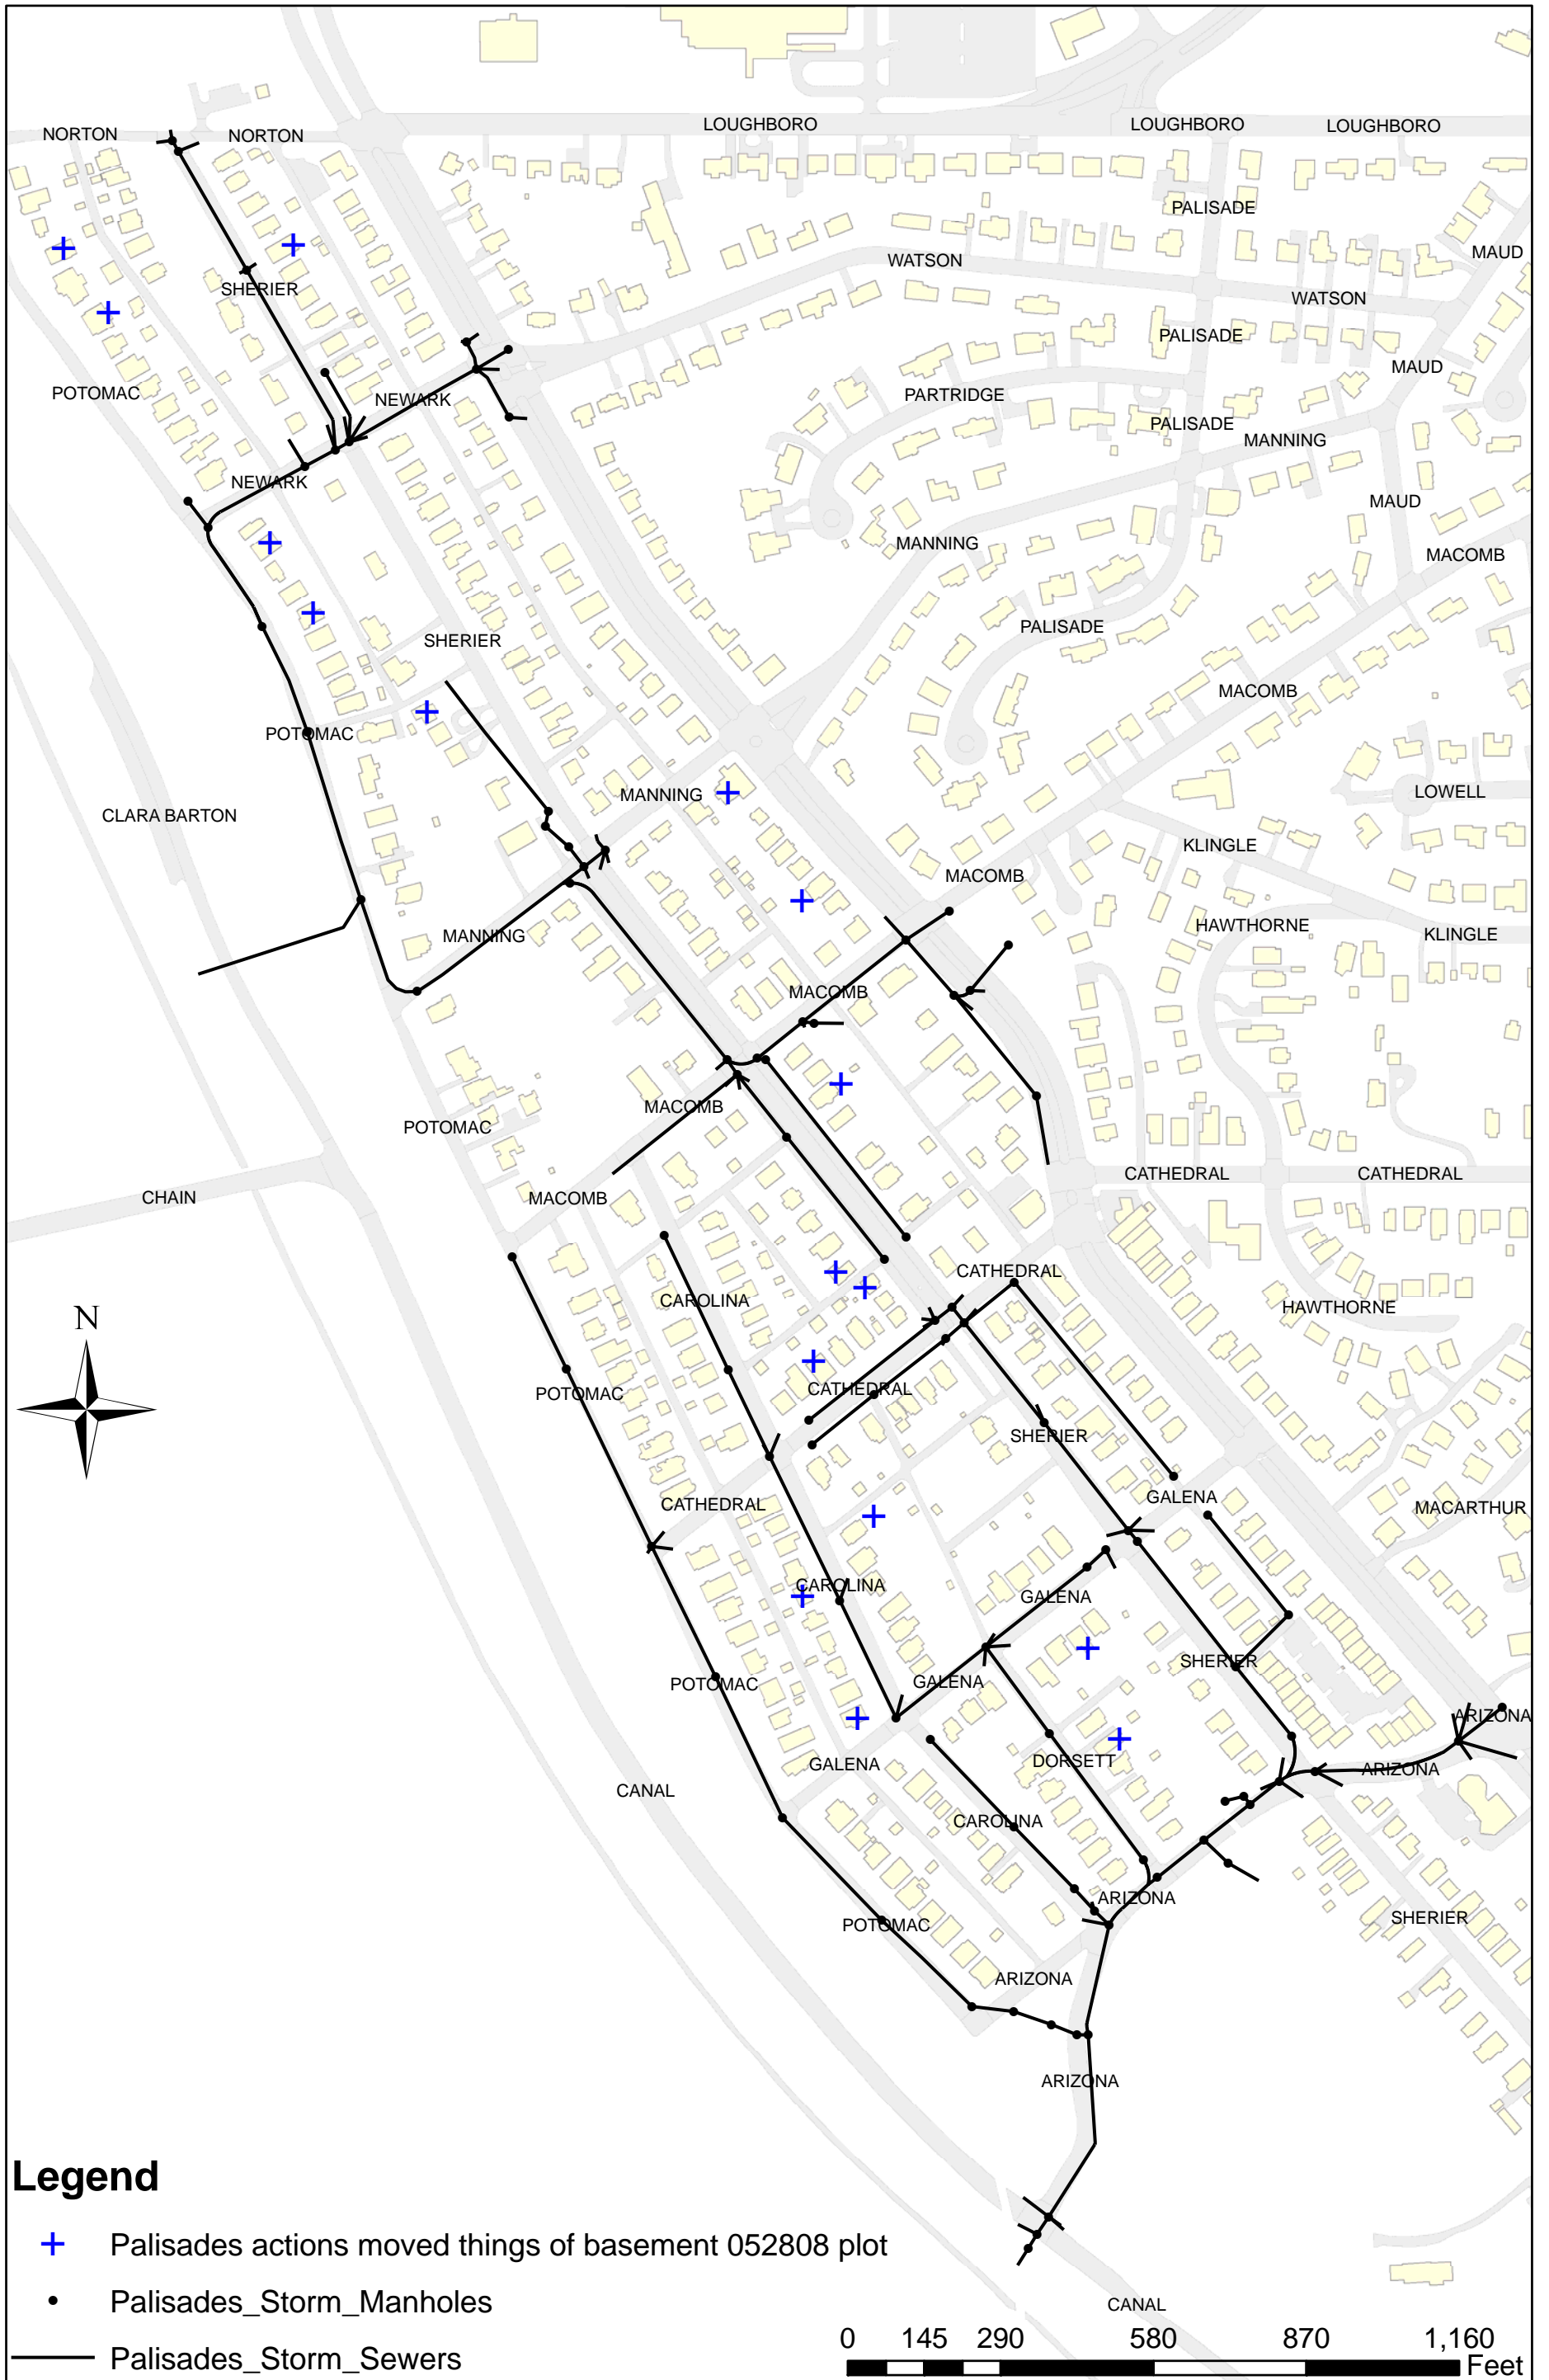 LOUGHBORO LOUGHBORO LOUGHBORO
NORTON NORTON
PALISADE
MAUD
WATSON
SHERIER
WATSON
PALISADE
MAUD
POTOMAC
PARTRIDGE
NEWARK
PALISADE
MANNING
NEWARK
MAUD
MANNING
MACOMB
PALISADE
SHERIER
MACOMB
POTOMAC
LOWELL
MANNING
CLARA BARTON
KLINGLE
MACOMB
HAWTHORNE
KLINGLE
MANNING
MACOMB
MACOMB
POTOMAC
CATHEDRAL CATHEDRAL
CHAIN
MACOMB
CATHEDRAL
CAROLINA
HAWTHORNE
N
CATHEDRAL
POTOMAC
SHERIER
GALENA
CATHEDRAL
MACARTHUR
CAROLINA
GALENA
SHERIER
GALENA
POTOMAC
ARIZONA
DORSETT
GALENA
ARIZONA
CANAL
CAROLINA
ARIZONA
SHERIER
POTOMAC
ARIZONA
ARIZONA
CANAL
Legend
Palisades actions moved things of basement 052808 plot
Palisades_Storm_Manholes
Palisades_Storm_Sewers
0 145 290 580 870 1,160
Feet